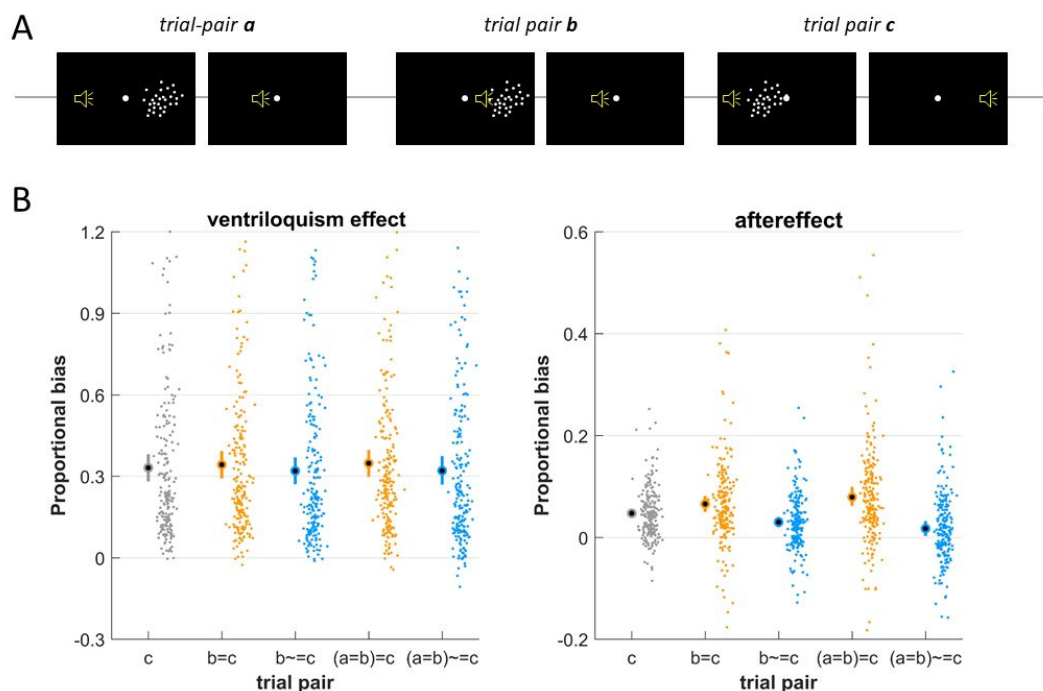 A
trial-pair a
trial pair b
trial pair c
B
ventriloquism effect
Proportional bias
1.2
0.9
0.6
0.3
0
-0.3
c
b=c
b~=c
(a=b)=c
(a=b)~=c
trial pair
aftereffect
Proportional bias
0.6
0.4
0.2
0
-0.2
c
b=c
b~=c
(a=b)=c
(a=b)~=c
trial pair